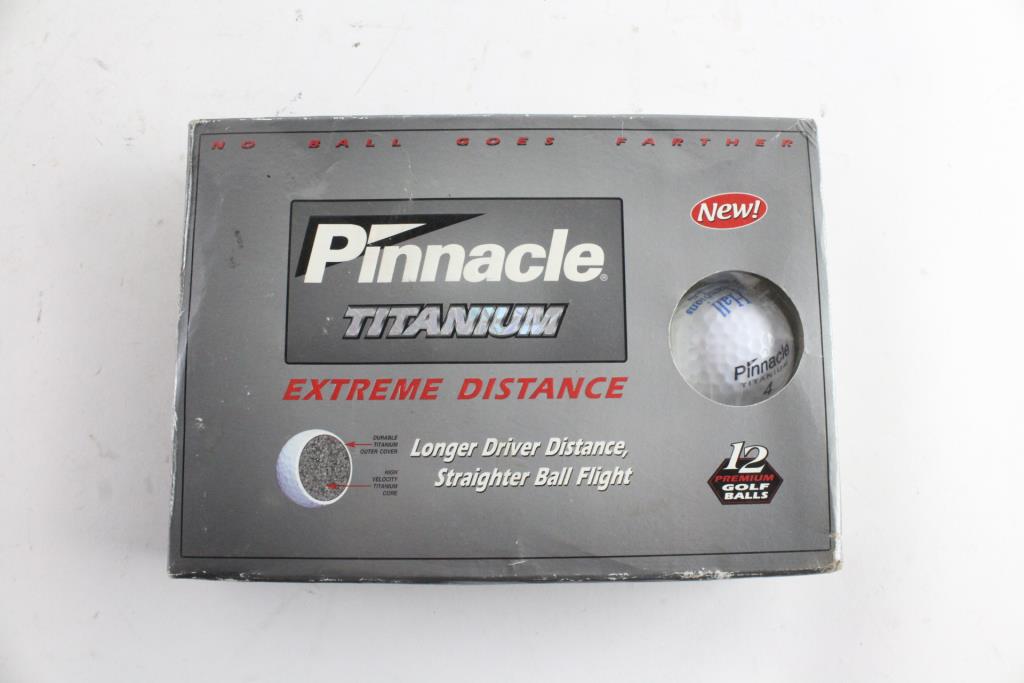 NO BALL GOES FARTHER
New!
Pinnacle®
TITANIUM
EXTREME DISTANCE
Hall
Pinnacle
TITANIUM
4
DURABLE
TITANIUM
OUTER COVER
HIGH
VELOCITY
TITANIUM
CORE
Longer Driver Distance,
Straighter Ball Flight
12
PREMIUM
GOLF
BALLS